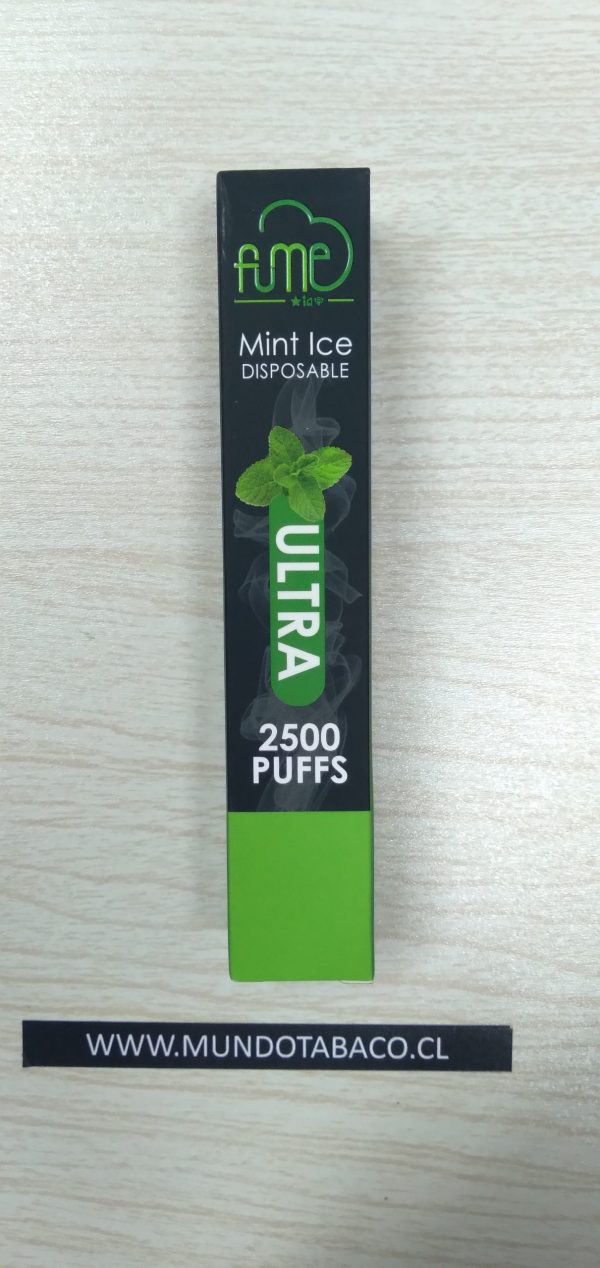 fume
Mint Ice
DISPOSABLE
ULTRA
2500
PUFFS
WWW.MUNDOTABACO.CL